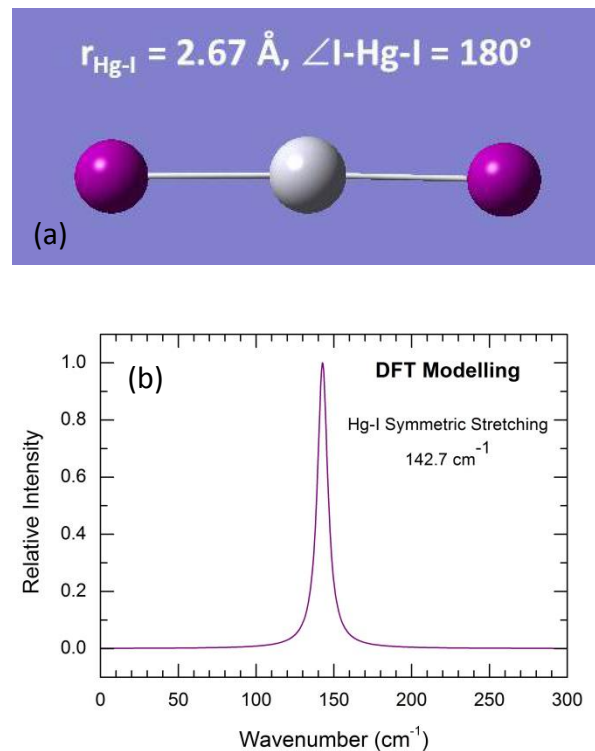 r_Hg-I = 2.67 Å, ∠I-Hg-I = 180°
(a)
(b)
DFT Modelling
Hg-I Symmetric Stretching
142.7 cm⁻¹
1.0
0.8
0.6
0.4
0.2
0.0
Relative Intensity
0 50 100 150 200 250 300
Wavenumber (cm⁻¹)